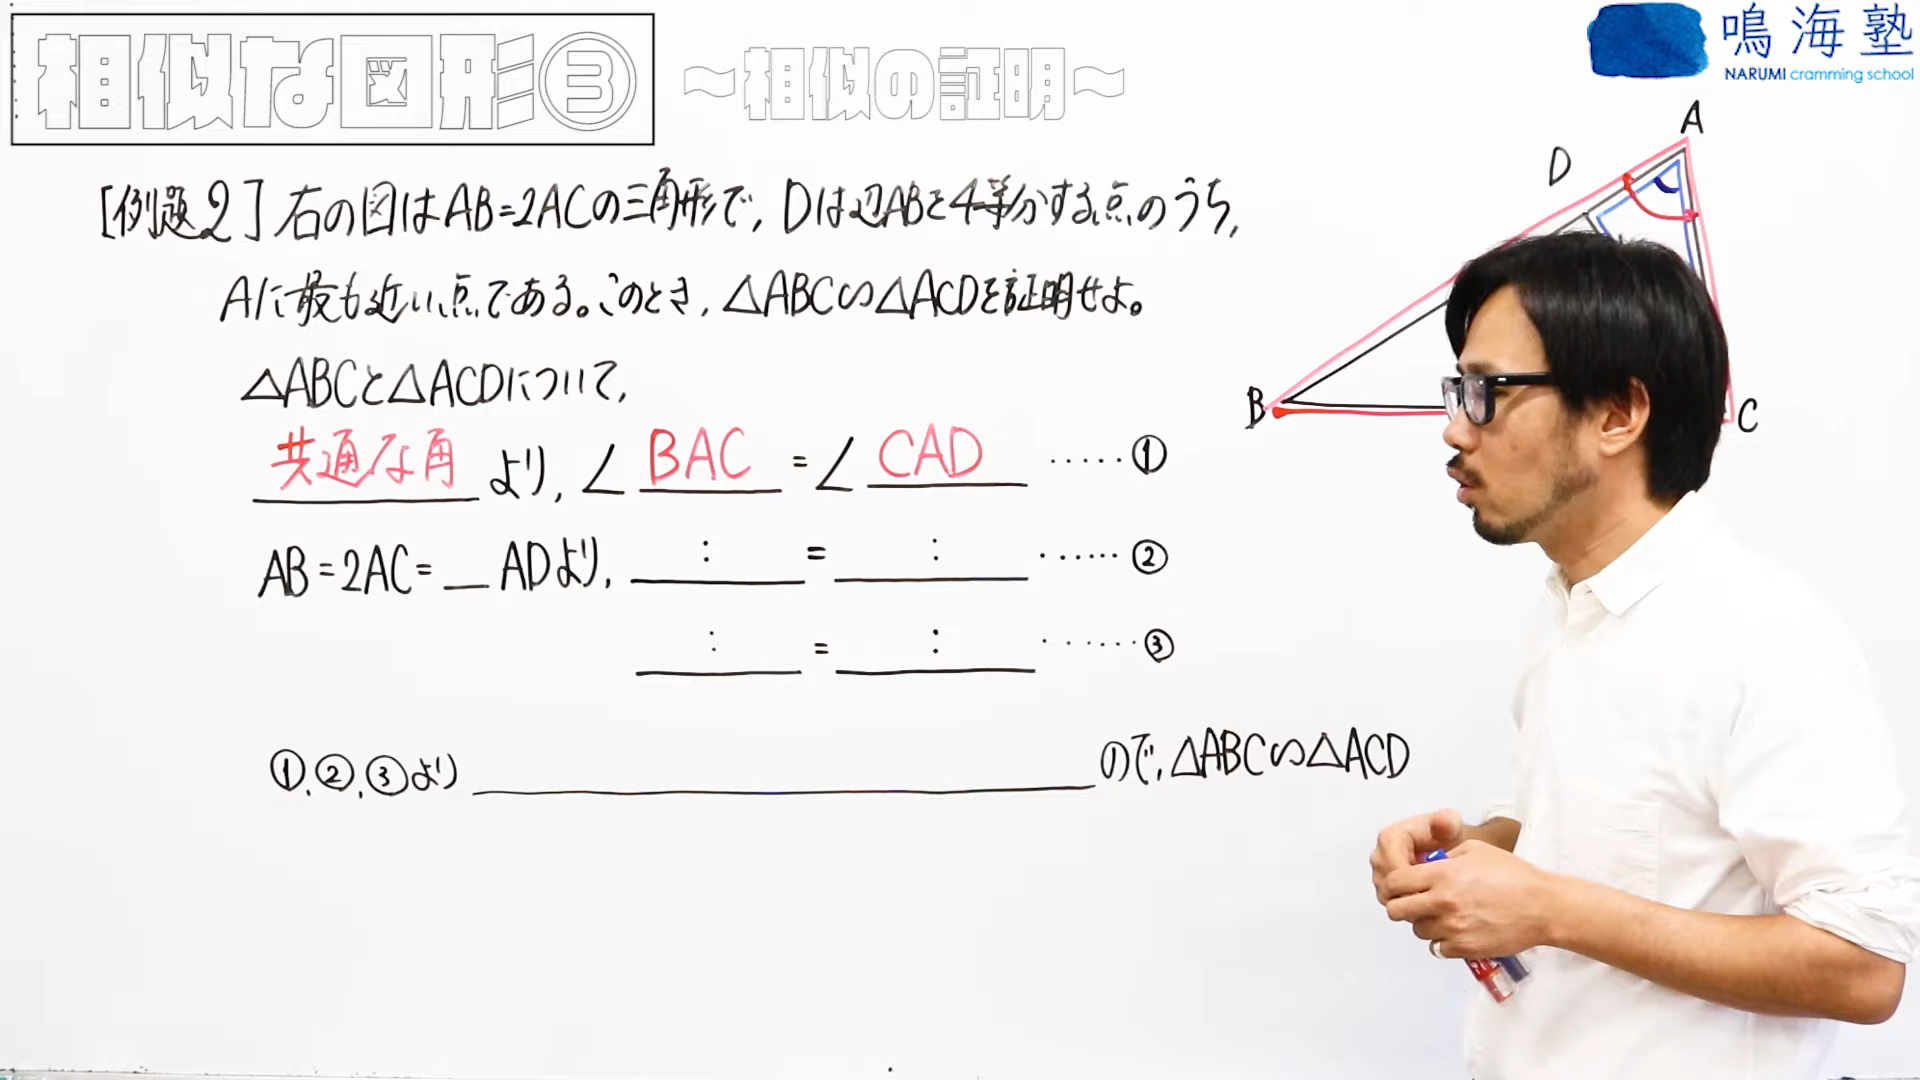 相似な図形③ ～相似の証明～
鳴海塾
NARUMI cramming school
[例題2] 右の図はAB=2ACの三角形で, Dは辺ABを4等分する点のうち,
Aに最も近い点である。このとき, △ABC∽△ACDを証明せよ。
A
D
B
C
△ABCと△ACDについて,
共通な角 より, ∠ BAC = ∠ CAD ……①
AB=2AC=＿ADより, : = : ……②
: = : ……③
①,②,③より ので, △ABC∽△ACD